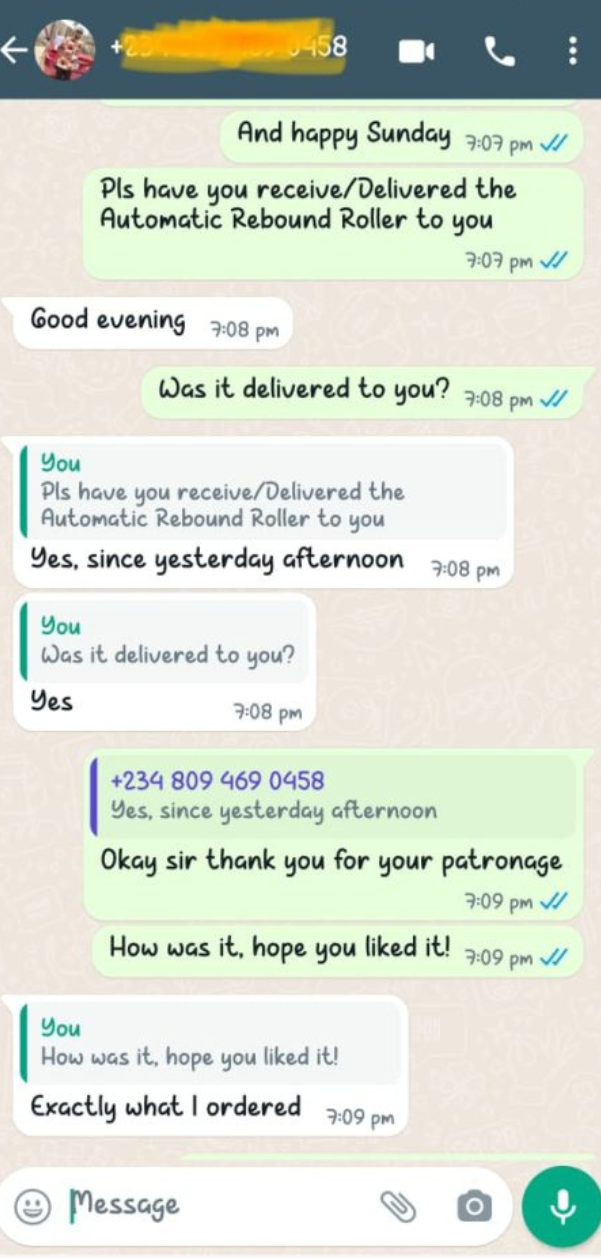 And happy Sunday 7:07 pm
Pls have you receive/Delivered the
Automatic Rebound Roller to you
7:07 pm
Good evening 7:08 pm
Was it delivered to you? 7:08 pm
You
Pls have you receive/Delivered the
Automatic Rebound Roller to you
Yes, since yesterday afternoon 7:08 pm
You
Was it delivered to you?
Yes 7:08 pm
+234 809 469 0458
Yes, since yesterday afternoon
Okay sir thank you for your patronage
7:09 pm
How was it, hope you liked it! 7:09 pm
You
How was it, hope you liked it!
Exactly what I ordered 7:09 pm
Message